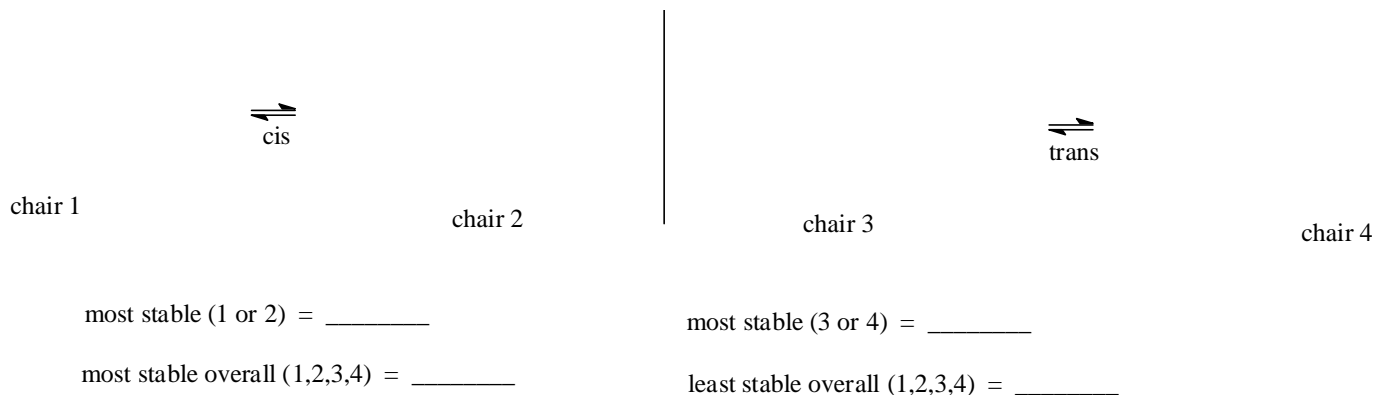 cis
chair 1
chair 2
most stable (1 or 2) = ________
most stable overall (1,2,3,4) = ________
trans
chair 3
chair 4
most stable (3 or 4) = ________
least stable overall (1,2,3,4) = ________